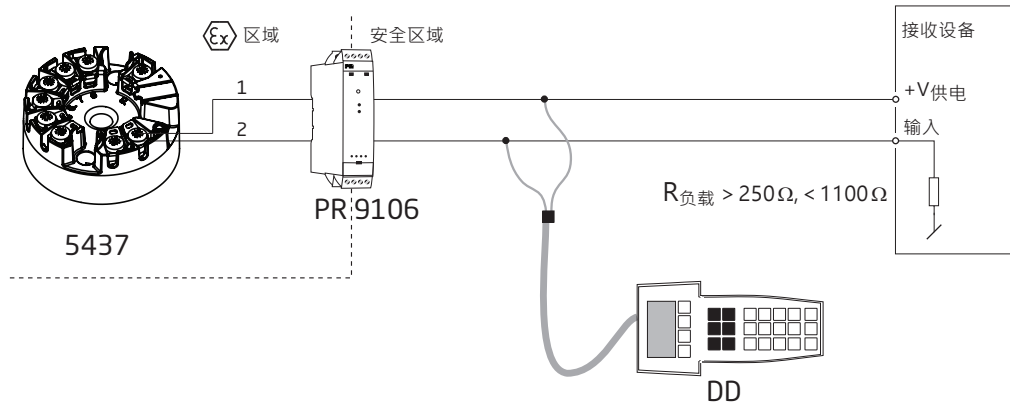 区域
安全区域
接收设备
1
2
+V供电
输入
R负载 > 250Ω, < 1100Ω
PR 9106
5437
DD